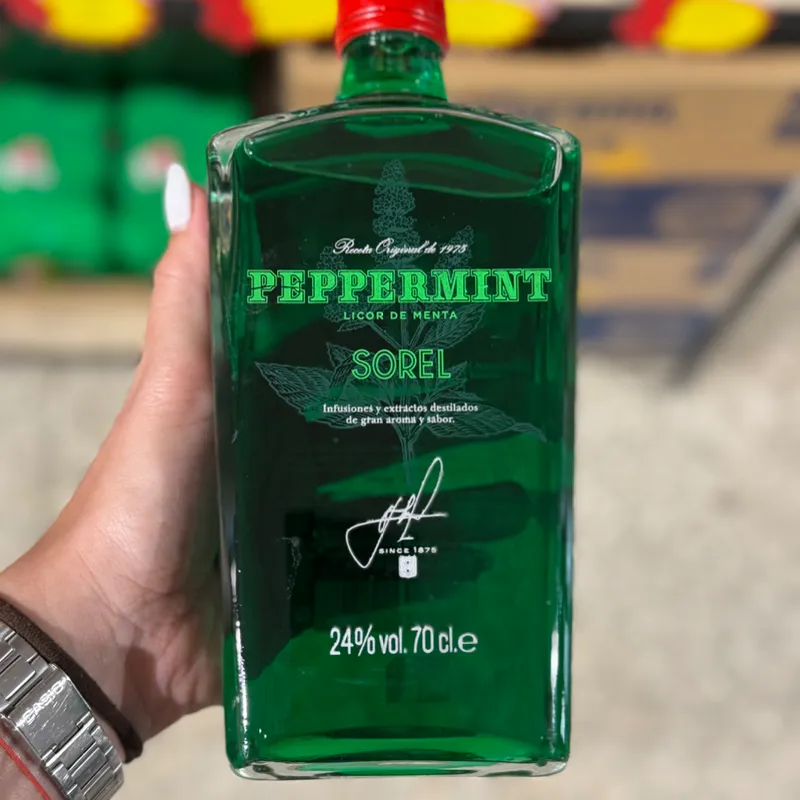 Receta Original de 1975
PEPPERMINT
LICOR DE MENTA
SOREL
Infusiones y extractos destilados
de gran aroma y sabor.
SINCE 1875
24% vol. 70 cl.e
CASIO